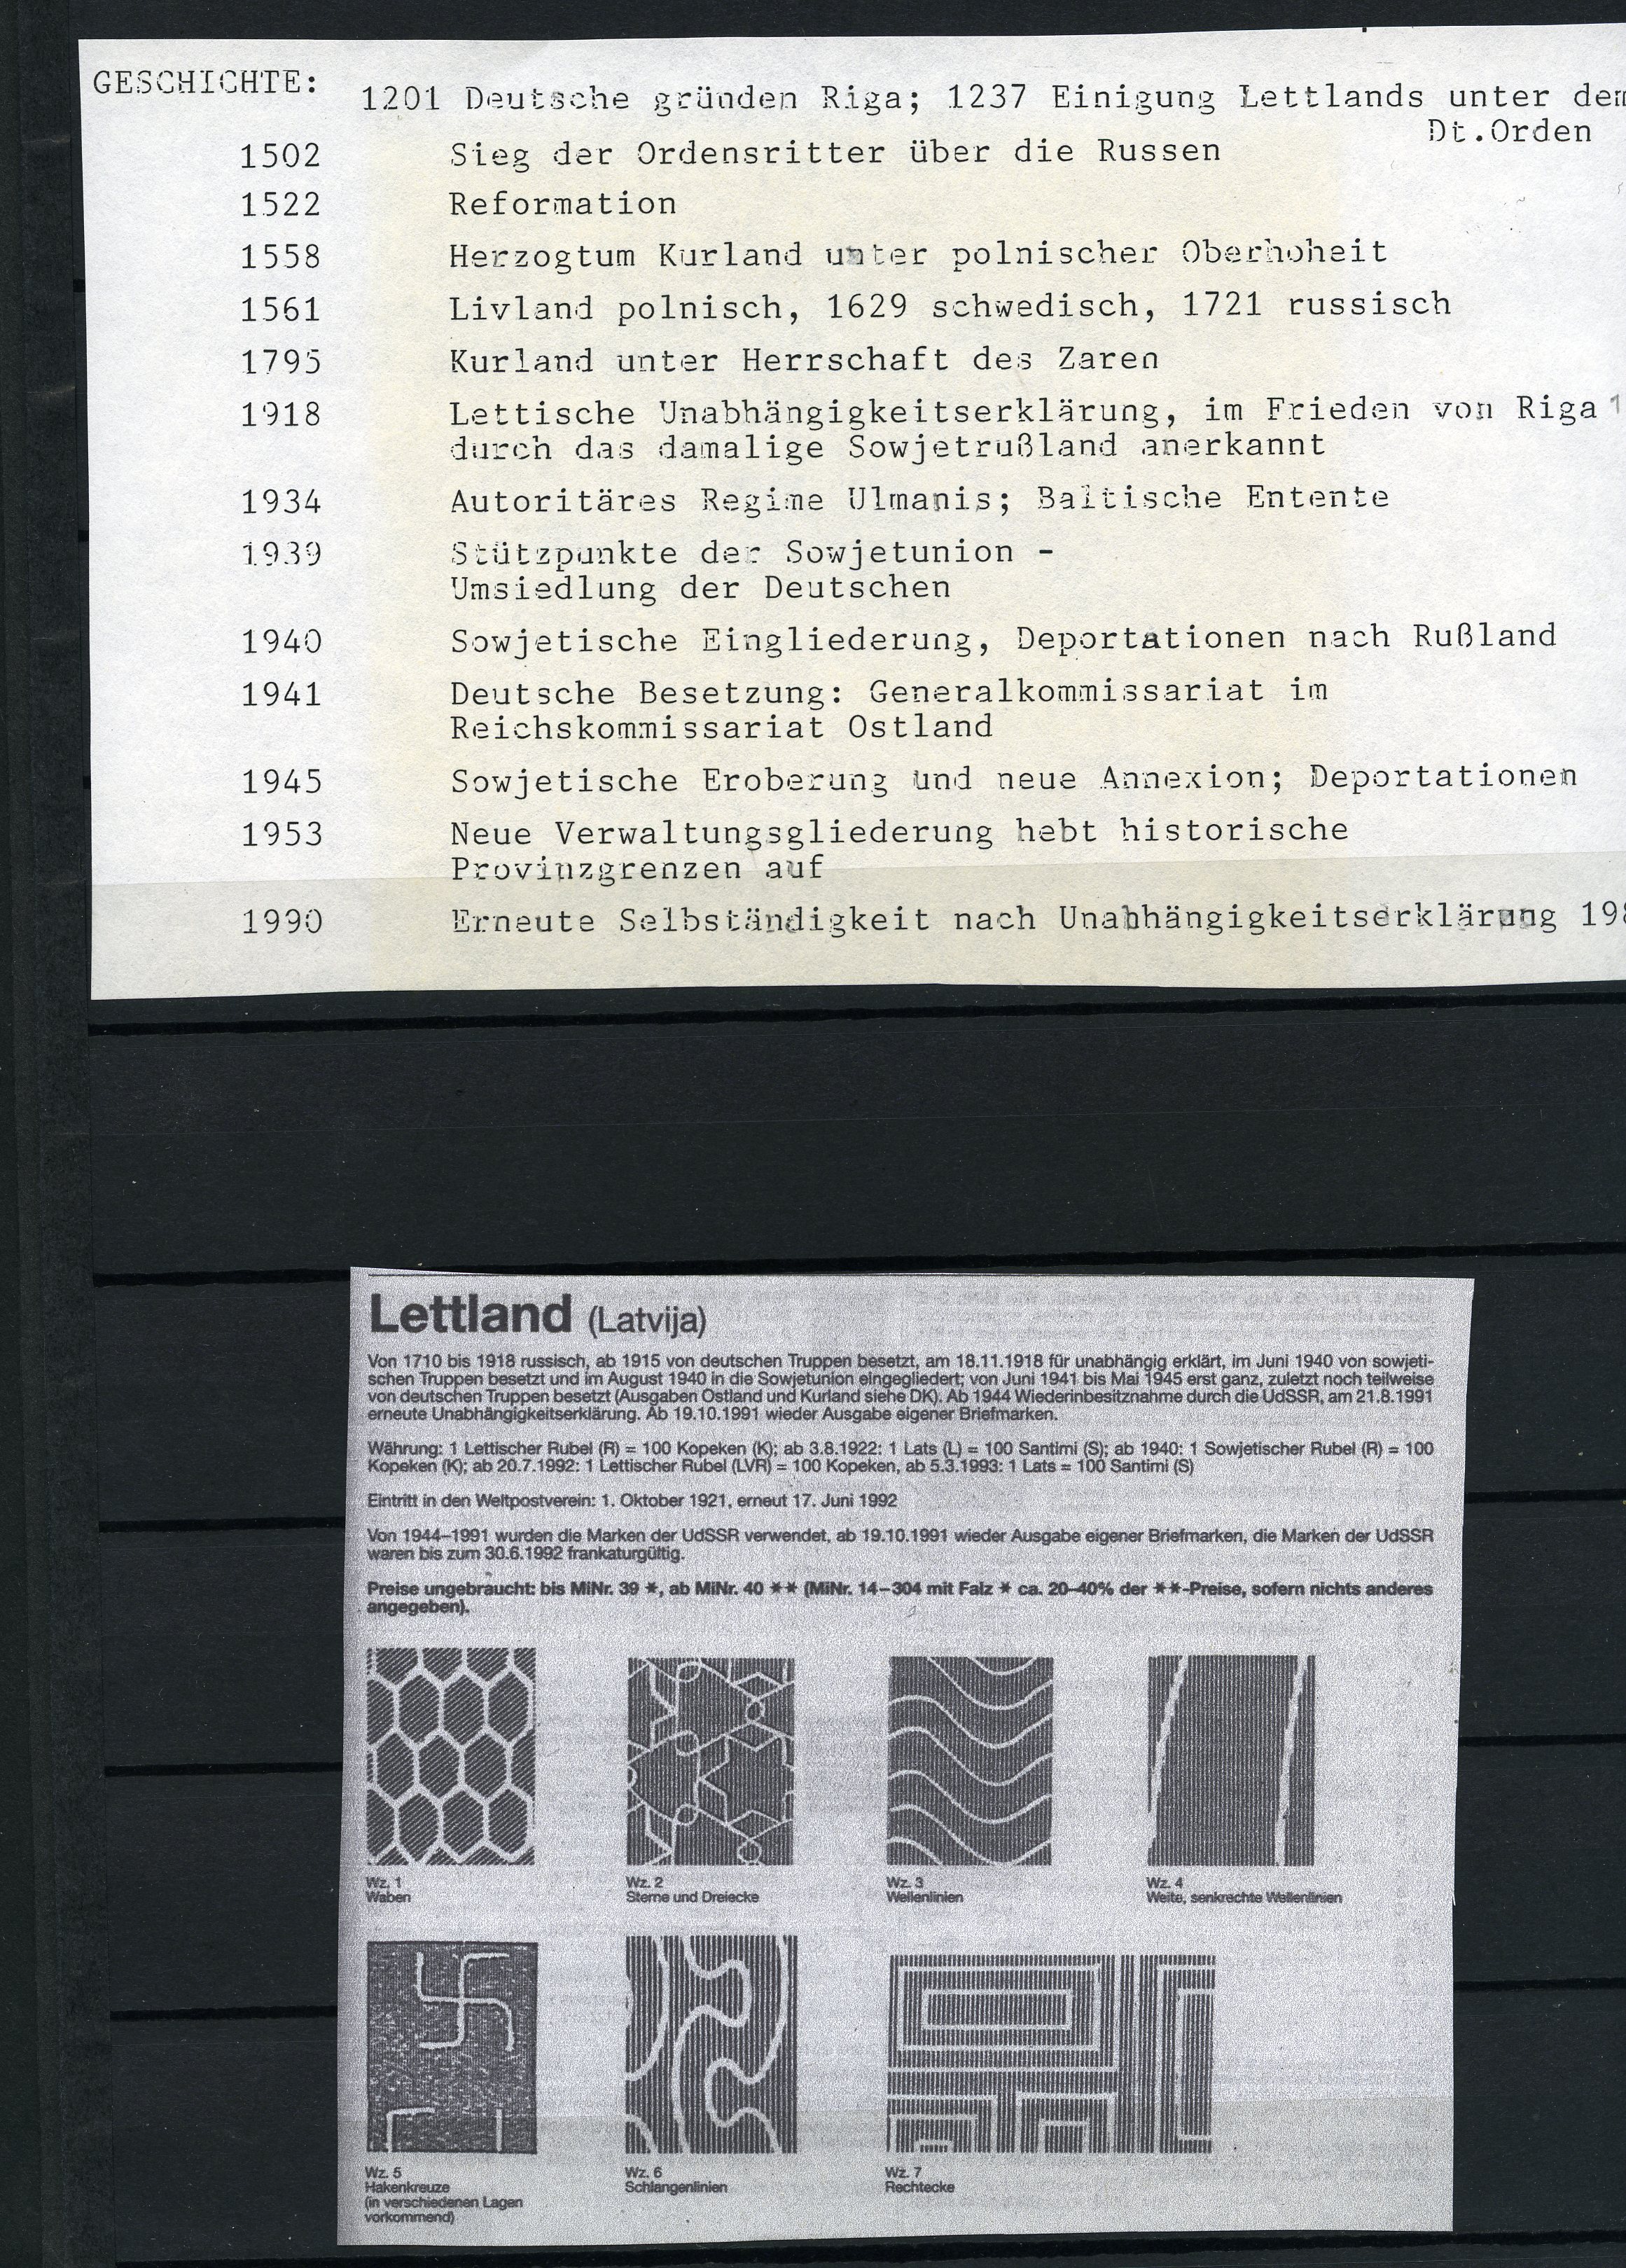 GESCHICHTE:
1201 Deutsche gründen Riga; 1237 Einigung Lettlands unter dem
Dt.Orden
1502 Sieg der Ordensritter über die Russen
1522 Reformation
1558 Herzogtum Kurland unter polnischer Oberhoheit
1561 Livland polnisch, 1629 schwedisch, 1721 russisch
1795 Kurland unter Herrschaft des Zaren
1918 Lettische Unabhängigkeitserklärung, im Frieden von Riga
durch das damalige Sowjetrußland anerkannt
1934 Autoritäres Regime Ulmanis; Baltische Entente
1939 Stützpunkte der Sowjetunion -
Umsiedlung der Deutschen
1940 Sowjetische Eingliederung, Deportationen nach Rußland
1941 Deutsche Besetzung: Generalkommissariat im
Reichskommissariat Ostland
1945 Sowjetische Eroberung und neue Annexion; Deportationen
1953 Neue Verwaltungsgliederung hebt historische
Provinzgrenzen auf
1990 Erneute Selbständigkeit nach Unabhängigkeitserklärung
Lettland (Latvija)
Von 1710 bis 1918 russisch, ab 1915 von deutschen Truppen besetzt, am 18.11.1918 für unabhängig erklärt, im Juni 1940 von sowjeti-
schen Truppen besetzt und im August 1940 in die Sowjetunion eingegliedert; von Juni 1941 bis Mai 1945 erst ganz, zuletzt noch teilweise
von deutschen Truppen besetzt (Ausgaben Ostland und Kurland siehe DK). Ab 1944 Wiederinbesitznahme durch die UdSSR, am 21.8.1991
erneute Unabhängigkeitserklärung. Ab 19.10.1991 wieder Ausgabe eigener Briefmarken.
Währung: 1 Lettischer Rubel (R) = 100 Kopeken (K); ab 3.8.1922: 1 Lats (L) = 100 Santimi (S); ab 1940: 1 Sowjetischer Rubel (R) = 100
Kopeken (K); ab 20.7.1992: 1 Lettischer Rubel (LVR) = 100 Kopeken, ab 5.3.1993: 1 Lats = 100 Santimi (S)
Eintritt in den Weltpostverein: 1. Oktober 1921, erneut 17. Juni 1992
Von 1944–1991 wurden die Marken der UdSSR verwendet, ab 19.10.1991 wieder Ausgabe eigener Briefmarken, die Marken der UdSSR
waren bis zum 30.6.1992 frankaturgültig.
Preise ungebraucht: bis MiNr. 39 ★, ab MiNr. 40 ★★ (MiNr. 14–304 mit Falz ★ ca. 20–40% der ★★-Preise, sofern nichts anderes
angegeben).
Wz. 1 Wz. 2 Wz. 3 Wz. 4
Waben Sterne und Dreiecke Wellenlinien Weite, senkrechte Wellenlinien
Wz. 5 Wz. 6 Wz. 7
Hakenkreuze Schlangenlinien Rechtecke
(in verschiedenen Lagen
vorkommend)